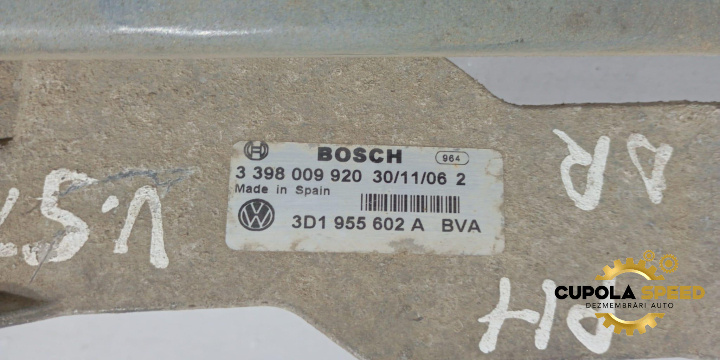 BOSCH
964
3 398 009 920 30/11/06 2
Made in Spain
3D1 955 602 A BVA
DR
CUPOLA SPEED
DEZMEMBRĂRI AUTO